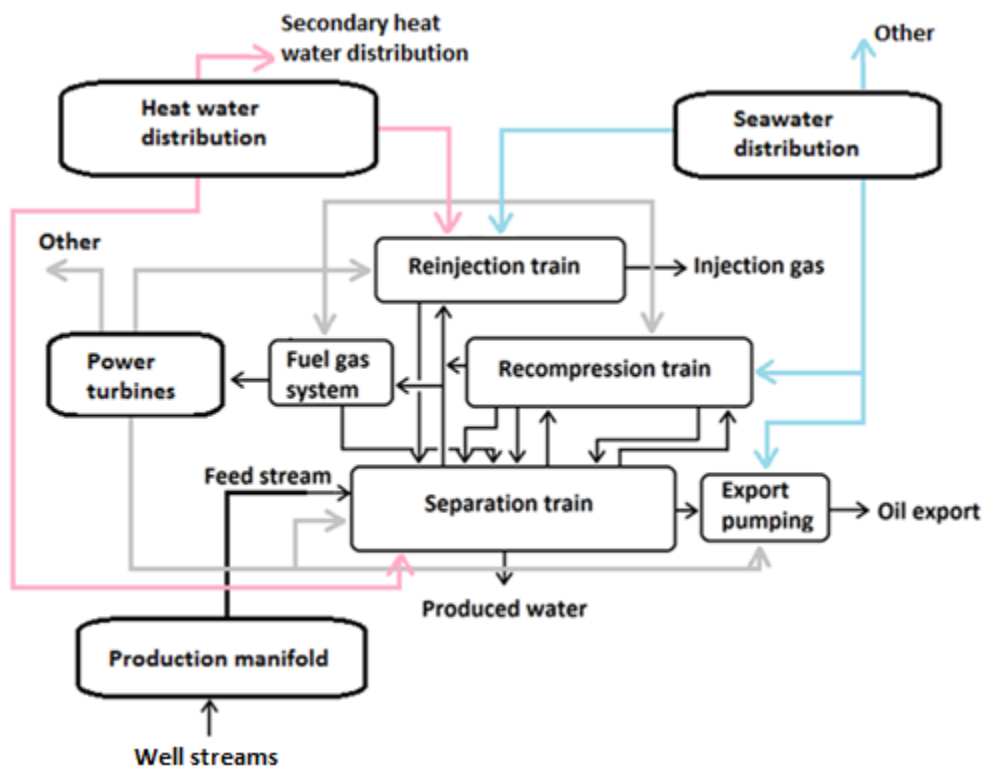 Secondary heat
water distribution
Other
Heat water
distribution
Seawater
distribution
Other
Reinjection train
Injection gas
Power
turbines
Fuel gas
system
Recompression train
Feed stream
Separation train
Export
pumping
Oil export
Produced water
Production manifold
Well streams